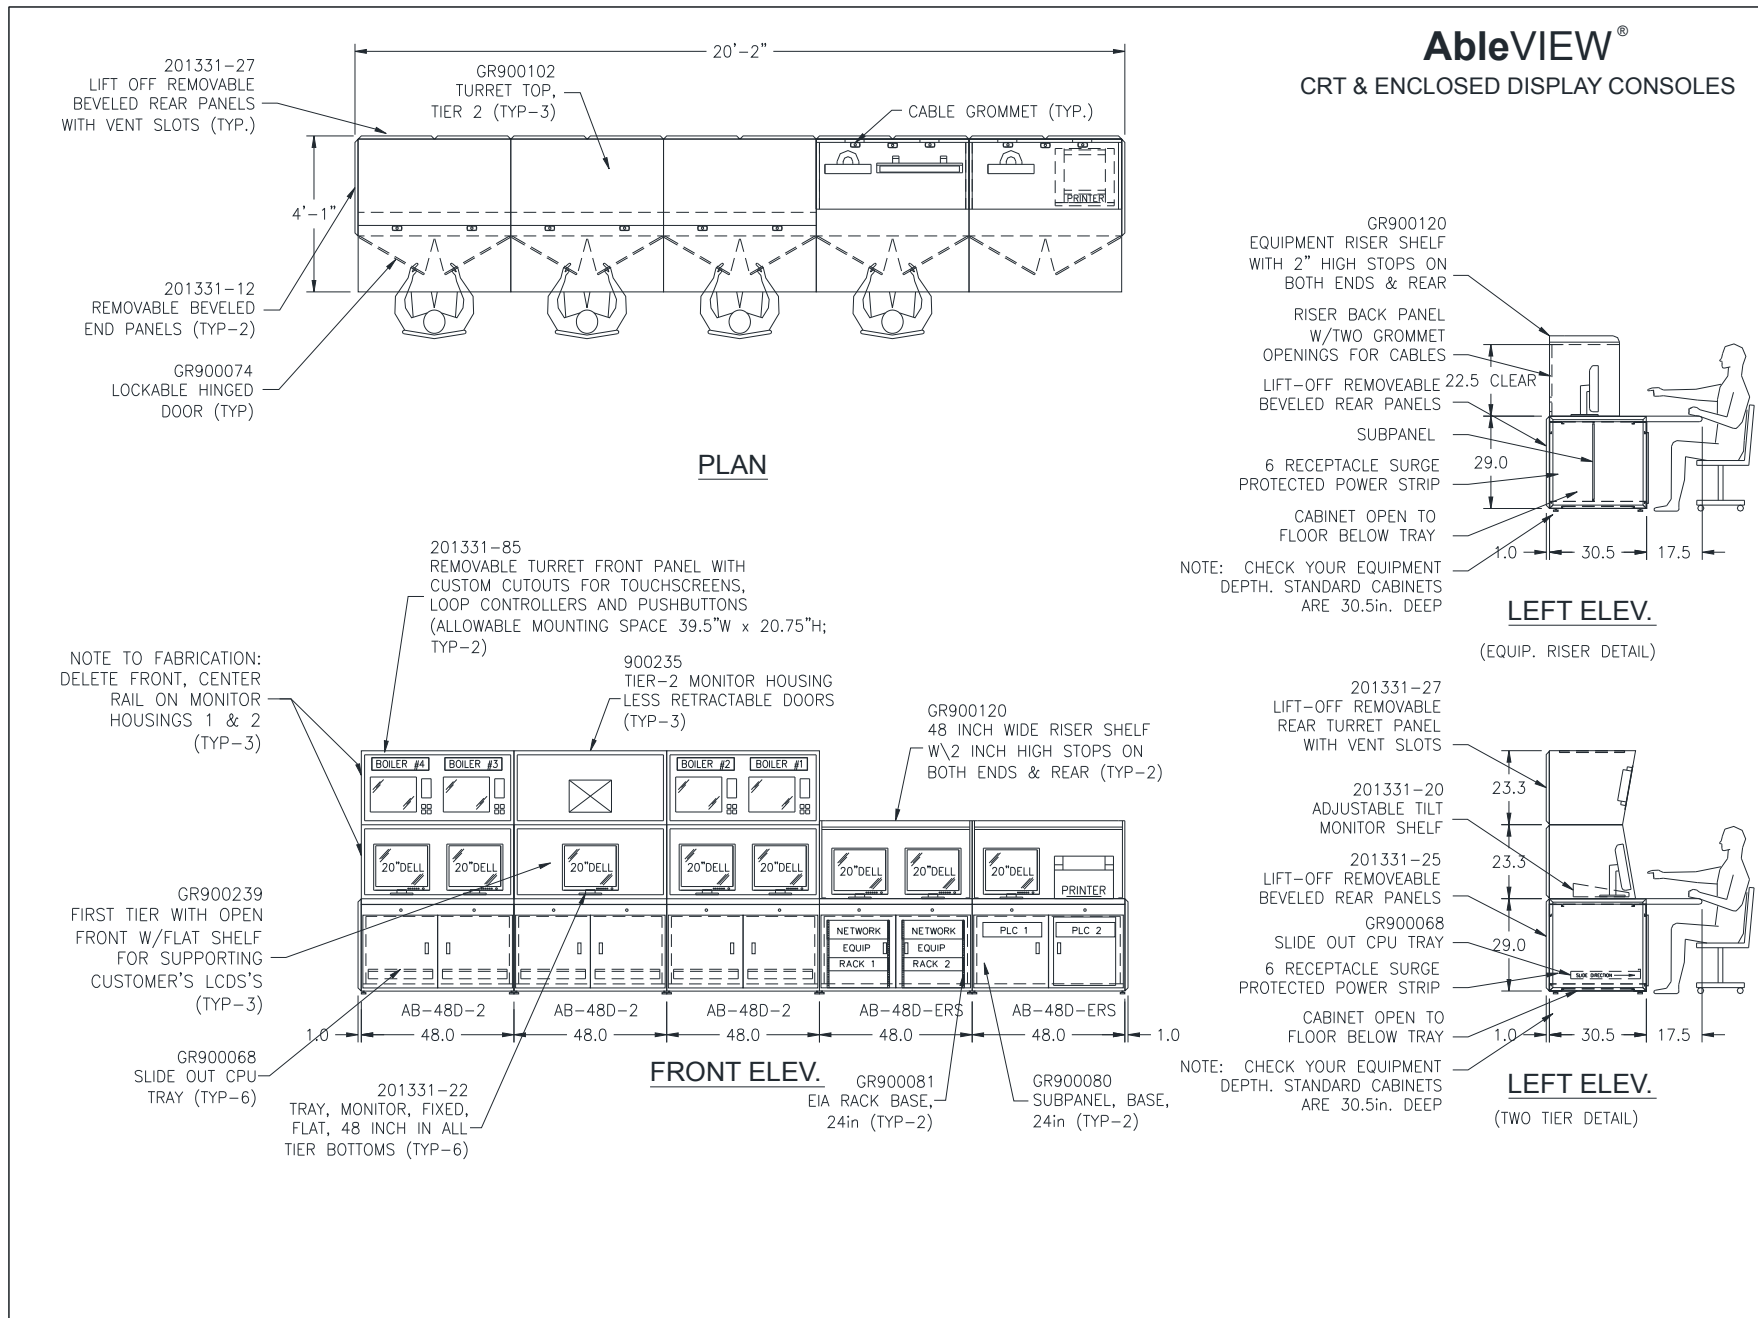 AbleVIEW®
CRT & ENCLOSED DISPLAY CONSOLES
20'-2"
201331-27
LIFT OFF REMOVABLE
BEVELED REAR PANELS
WITH VENT SLOTS (TYP.)
GR900102
TURRET TOP,
TIER 2 (TYP-3)
CABLE GROMMET (TYP.)
4'-1"
PRINTER
201331-12
REMOVABLE BEVELED
END PANELS (TYP-2)
GR900074
LOCKABLE HINGED
DOOR (TYP)
PLAN
GR900120
EQUIPMENT RISER SHELF
WITH 2" HIGH STOPS ON
BOTH ENDS & REAR
RISER BACK PANEL
W/TWO GROMMET
OPENINGS FOR CABLES
LIFT-OFF REMOVEABLE
BEVELED REAR PANELS
22.5 CLEAR
SUBPANEL
6 RECEPTACLE SURGE
PROTECTED POWER STRIP
29.0
CABINET OPEN TO
FLOOR BELOW TRAY
1.0 30.5 17.5
NOTE: CHECK YOUR EQUIPMENT
DEPTH. STANDARD CABINETS
ARE 30.5in. DEEP
LEFT ELEV.
(EQUIP. RISER DETAIL)
201331-85
REMOVABLE TURRET FRONT PANEL WITH
CUSTOM CUTOUTS FOR TOUCHSCREENS,
LOOP CONTROLLERS AND PUSHBUTTONS
(ALLOWABLE MOUNTING SPACE 39.5"W x 20.75"H;
TYP-2)
NOTE TO FABRICATION:
DELETE FRONT, CENTER
RAIL ON MONITOR
HOUSINGS 1 & 2
(TYP-3)
900235
TIER-2 MONITOR HOUSING
LESS RETRACTABLE DOORS
(TYP-3)
GR900120
48 INCH WIDE RISER SHELF
W\2 INCH HIGH STOPS ON
BOTH ENDS & REAR (TYP-2)
BOILER #4 BOILER #3 BOILER #2 BOILER #1
20"DELL 20"DELL 20"DELL 20"DELL 20"DELL 20"DELL 20"DELL 20"DELL
PRINTER
NETWORK NETWORK PLC 1 PLC 2
EQUIP EQUIP
RACK 1 RACK 2
GR900239
FIRST TIER WITH OPEN
FRONT W/FLAT SHELF
FOR SUPPORTING
CUSTOMER'S LCDS'S
(TYP-3)
AB-48D-2 AB-48D-2 AB-48D-2 AB-48D-ERS AB-48D-ERS
1.0 48.0 48.0 48.0 48.0 48.0 1.0
GR900068
SLIDE OUT CPU
TRAY (TYP-6)
FRONT ELEV.
201331-22
TRAY, MONITOR, FIXED,
FLAT, 48 INCH IN ALL
TIER BOTTOMS (TYP-6)
GR900081
EIA RACK BASE,
24in (TYP-2)
GR900080
SUBPANEL, BASE,
24in (TYP-2)
201331-27
LIFT-OFF REMOVABLE
REAR TURRET PANEL
WITH VENT SLOTS
23.3
201331-20
ADJUSTABLE TILT
MONITOR SHELF
23.3
201331-25
LIFT-OFF REMOVEABLE
BEVELED REAR PANELS
GR900068
SLIDE OUT CPU TRAY
29.0
6 RECEPTACLE SURGE
PROTECTED POWER STRIP
SLIDE DIRECTION
CABINET OPEN TO
FLOOR BELOW TRAY
1.0 30.5 17.5
NOTE: CHECK YOUR EQUIPMENT
DEPTH. STANDARD CABINETS
ARE 30.5in. DEEP
LEFT ELEV.
(TWO TIER DETAIL)